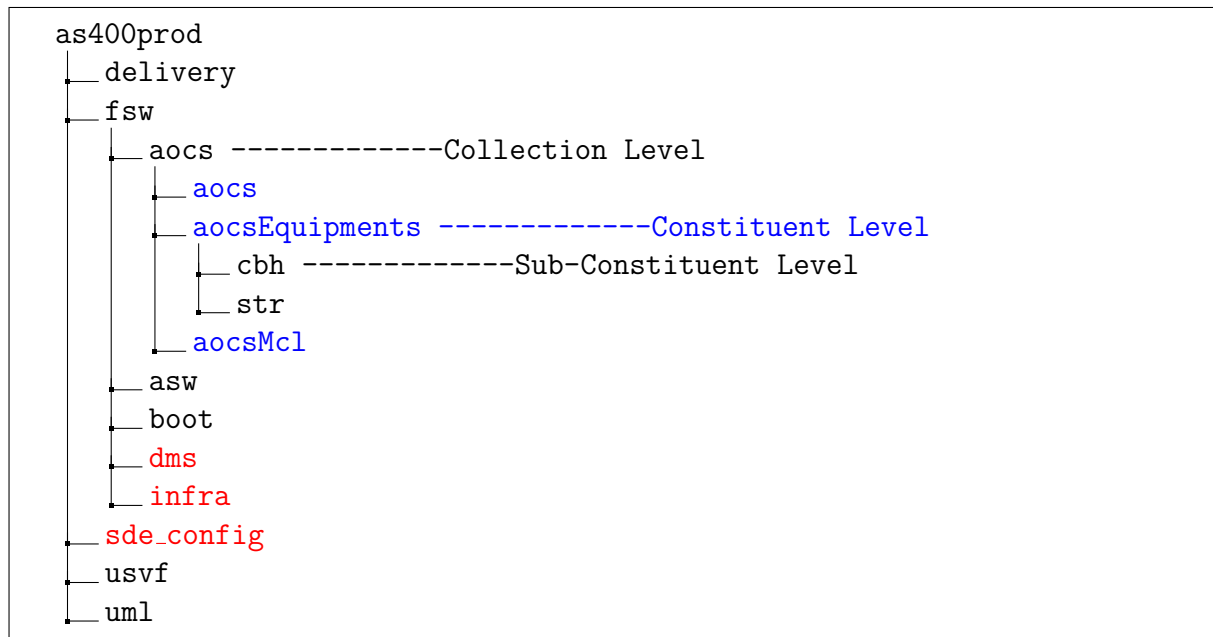 as400prod
delivery
fsw
aocs -------------Collection Level
aocs
aocsEquipments -------------Constituent Level
cbh -------------Sub-Constituent Level
str
aocsMcl
asw
boot
dms
infra
sde_config
usvf
uml